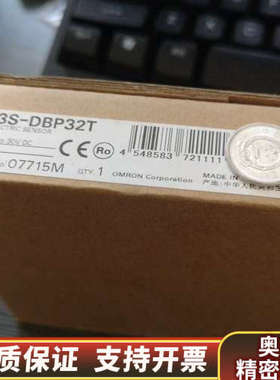 3S-DBP32T
CTRIC SENSOR
30V DC
CE Ro 4 548583 721111
07715M QTY. 1 OMRON Corporation MADE IN
产地:中华人民共和
质保证 支持开票
奥
精密